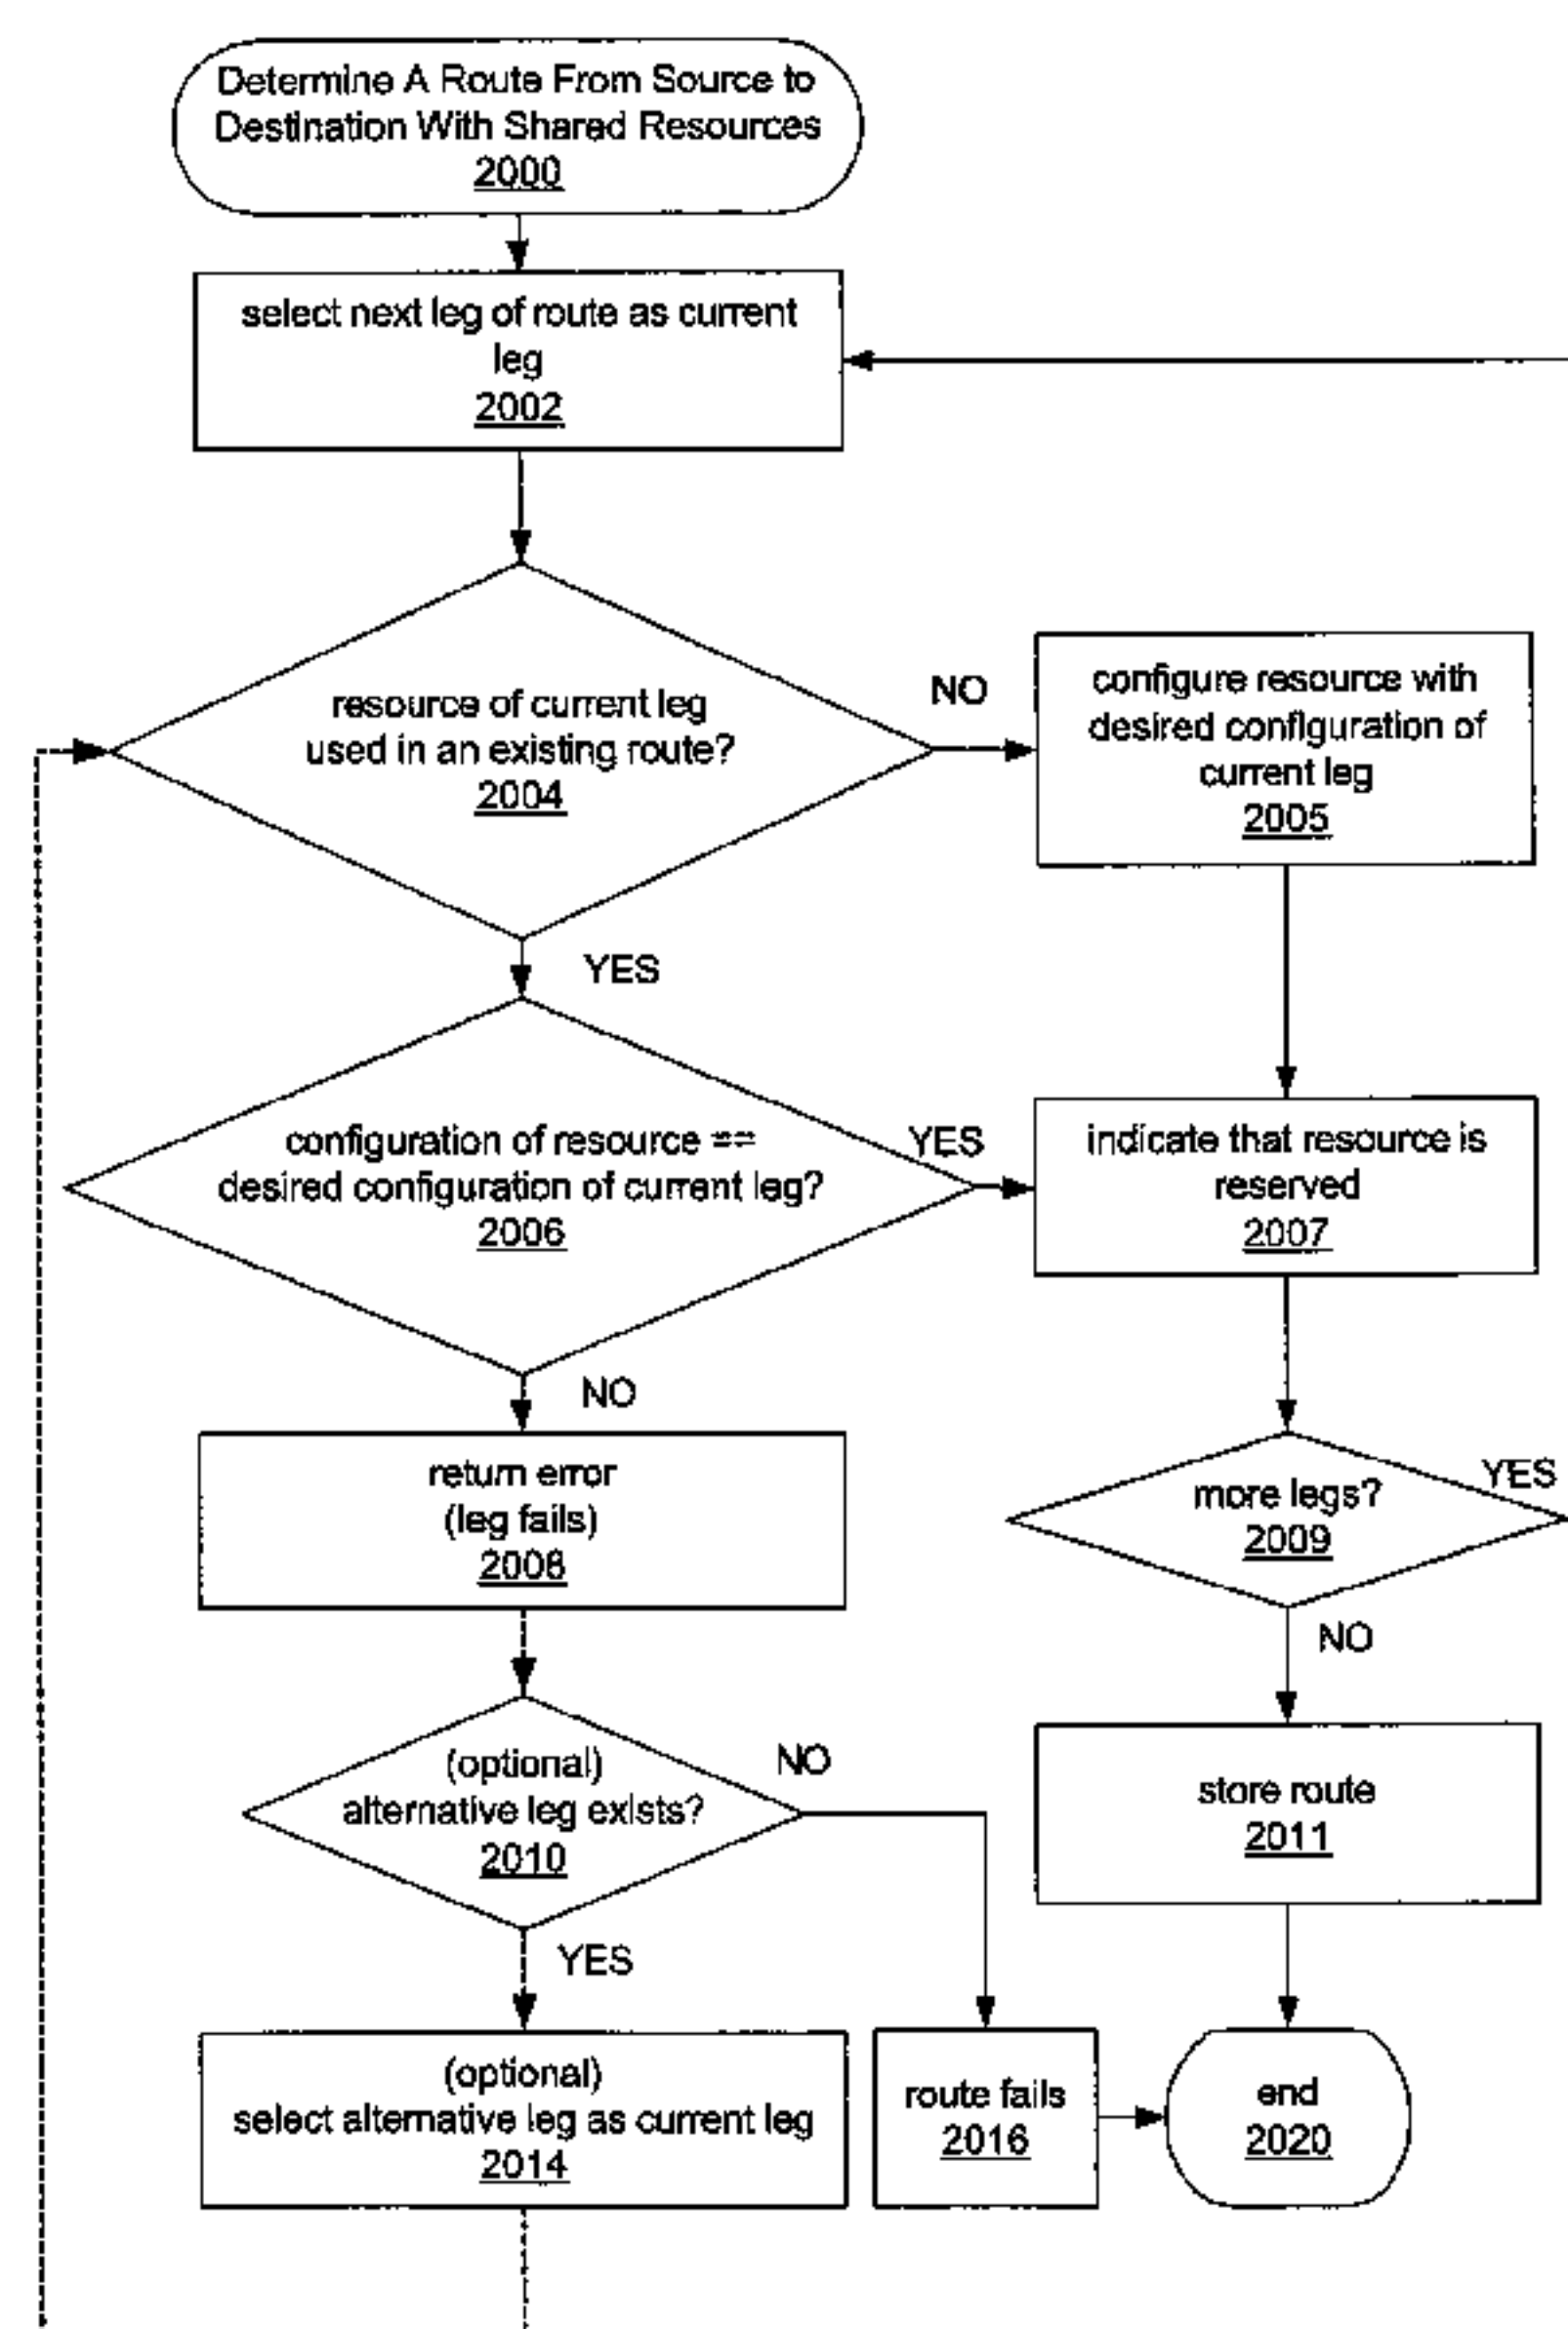 Determine A Route From Source to
Destination With Shared Resources
2000
select next leg of route as current
leg
2002
resource of current leg
used in an existing route?
2004
NO
configure resource with
desired configuration of
current leg
2005
YES
configuration of resource ==
desired configuration of current leg?
2006
YES
indicate that resource is
reserved
2007
NO
return error
(leg fails)
2008
more legs?
2009
YES
NO
(optional)
alternative leg exists?
2010
NO
store route
2011
YES
(optional)
select alternative leg as current leg
2014
route fails
2016
end
2020